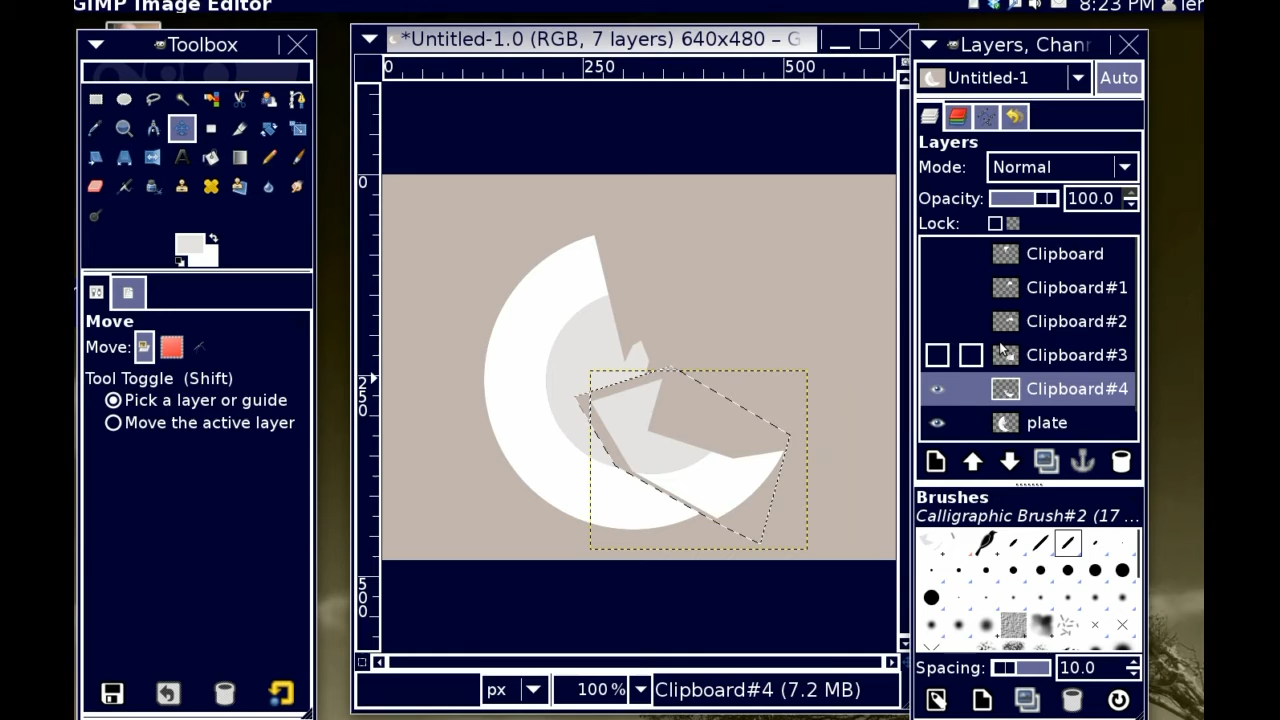 GIMP Image Editor
8:23 PM
Toolbox
*Untitled-1.0 (RGB, 7 layers) 640x480 – G
Layers, Chan
0
250
500
Untitled-1
Auto
Layers
Mode: Normal
Opacity: 100.0
Lock:
0
250
500
Clipboard
Clipboard#1
Clipboard#2
Clipboard#3
Clipboard#4
plate
Move
Move:
Tool Toggle (Shift)
Pick a layer or guide
Move the active layer
Brushes
Calligraphic Brush#2 (17 ...
Spacing: 10.0
px
100 %
Clipboard#4 (7.2 MB)